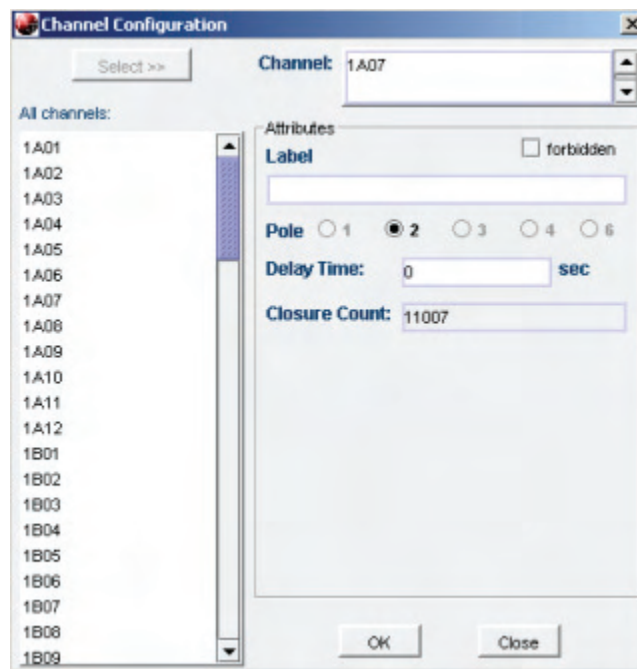 Channel Configuration
Select >>
Channel: 1A07
All channels:
1A01
1A02
1A03
1A04
1A05
1A06
1A07
1A08
1A09
1A10
1A11
1A12
1B01
1B02
1B03
1B04
1B05
1B06
1B07
1B08
1B09
Attributes
Label forbidden
Pole 1 2 3 4 6
Delay Time: 0 sec
Closure Count: 11007
OK Close